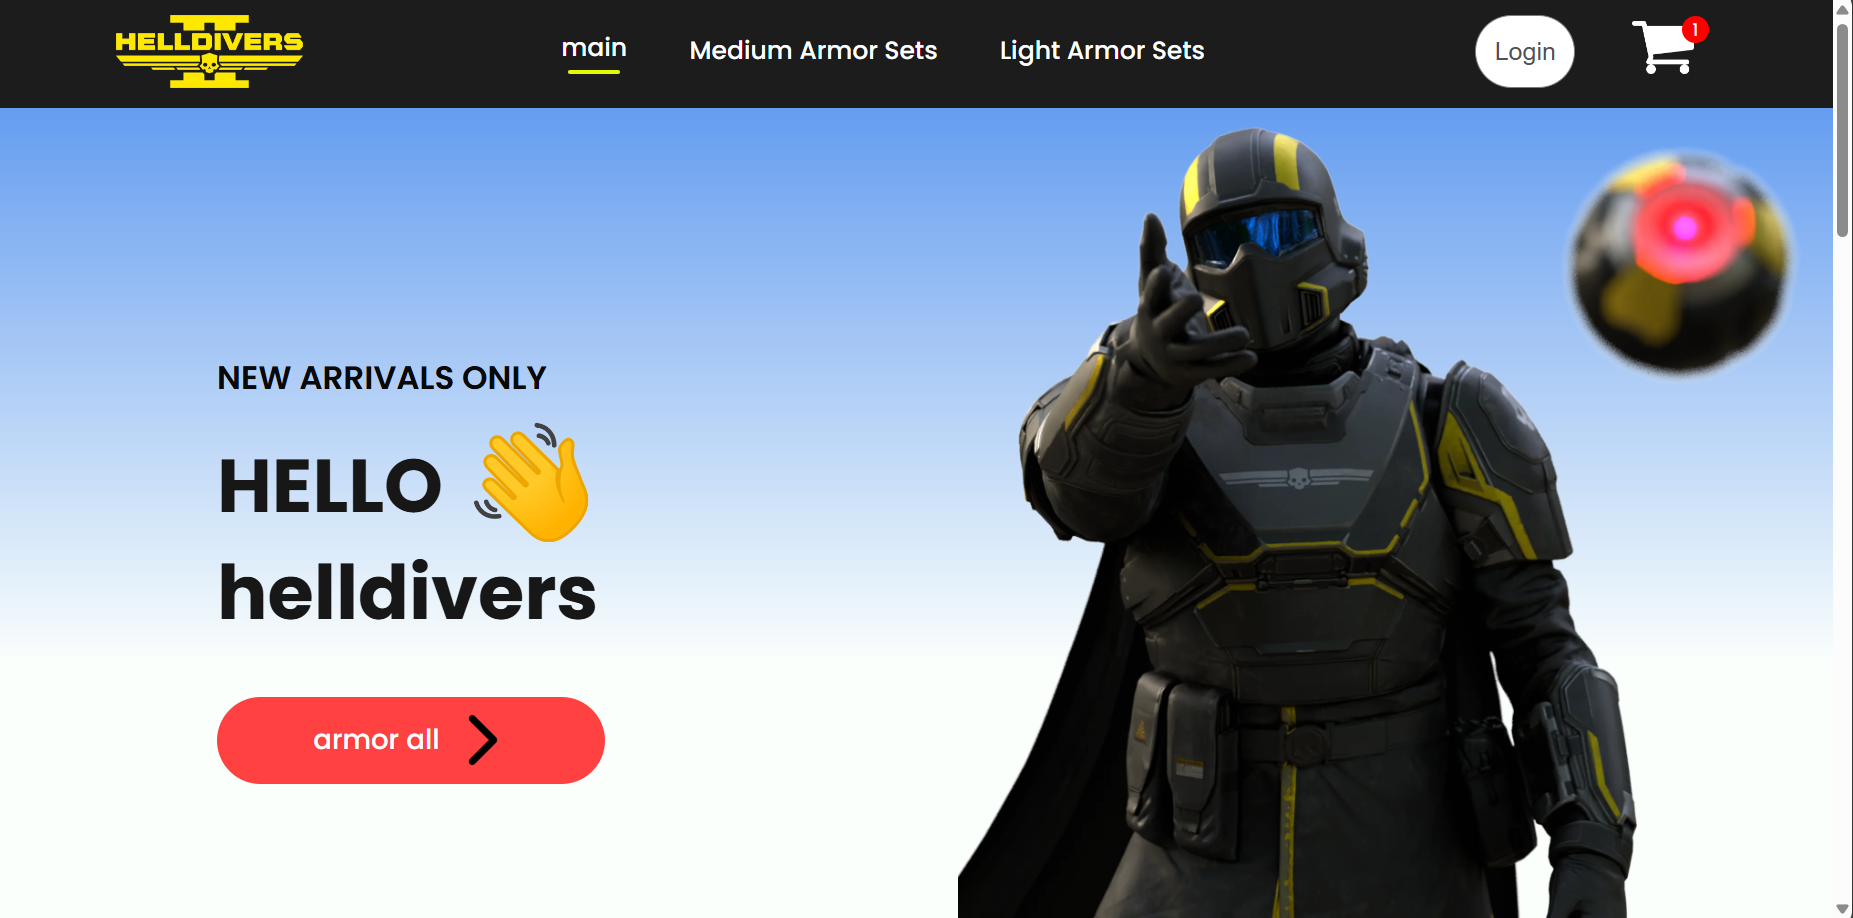 HELLDIVERS
II
main
Medium Armor Sets
Light Armor Sets
Login
1
NEW ARRIVALS ONLY
HELLO 👋
helldivers
armor all